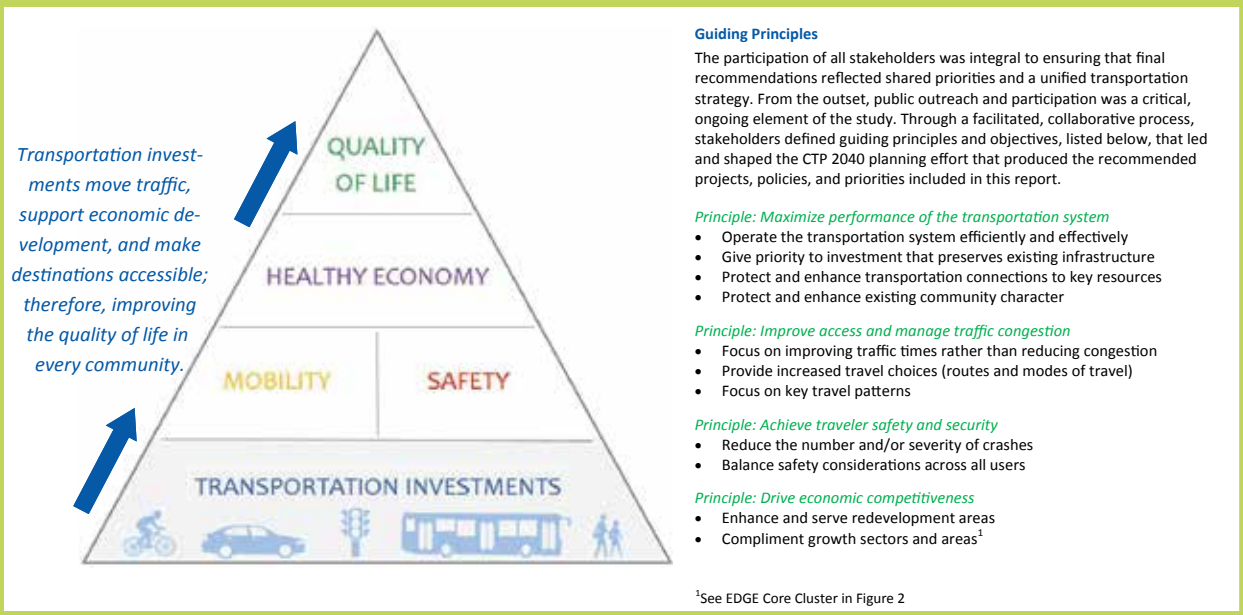 Transportation invest-
ments move traffic,
support economic de-
velopment, and make
destinations accessible;
therefore, improving
the quality of life in
every community.
QUALITY
OF LIFE
HEALTHY ECONOMY
MOBILITY
SAFETY
TRANSPORTATION INVESTMENTS
Guiding Principles
The participation of all stakeholders was integral to ensuring that final
recommendations reflected shared priorities and a unified transportation
strategy. From the outset, public outreach and participation was a critical,
ongoing element of the study. Through a facilitated, collaborative process,
stakeholders defined guiding principles and objectives, listed below, that led
and shaped the CTP 2040 planning effort that produced the recommended
projects, policies, and priorities included in this report.
Principle: Maximize performance of the transportation system
• Operate the transportation system efficiently and effectively
• Give priority to investment that preserves existing infrastructure
• Protect and enhance transportation connections to key resources
• Protect and enhance existing community character
Principle: Improve access and manage traffic congestion
• Focus on improving traffic times rather than reducing congestion
• Provide increased travel choices (routes and modes of travel)
• Focus on key travel patterns
Principle: Achieve traveler safety and security
• Reduce the number and/or severity of crashes
• Balance safety considerations across all users
Principle: Drive economic competitiveness
• Enhance and serve redevelopment areas
• Compliment growth sectors and areas¹
¹See EDGE Core Cluster in Figure 2